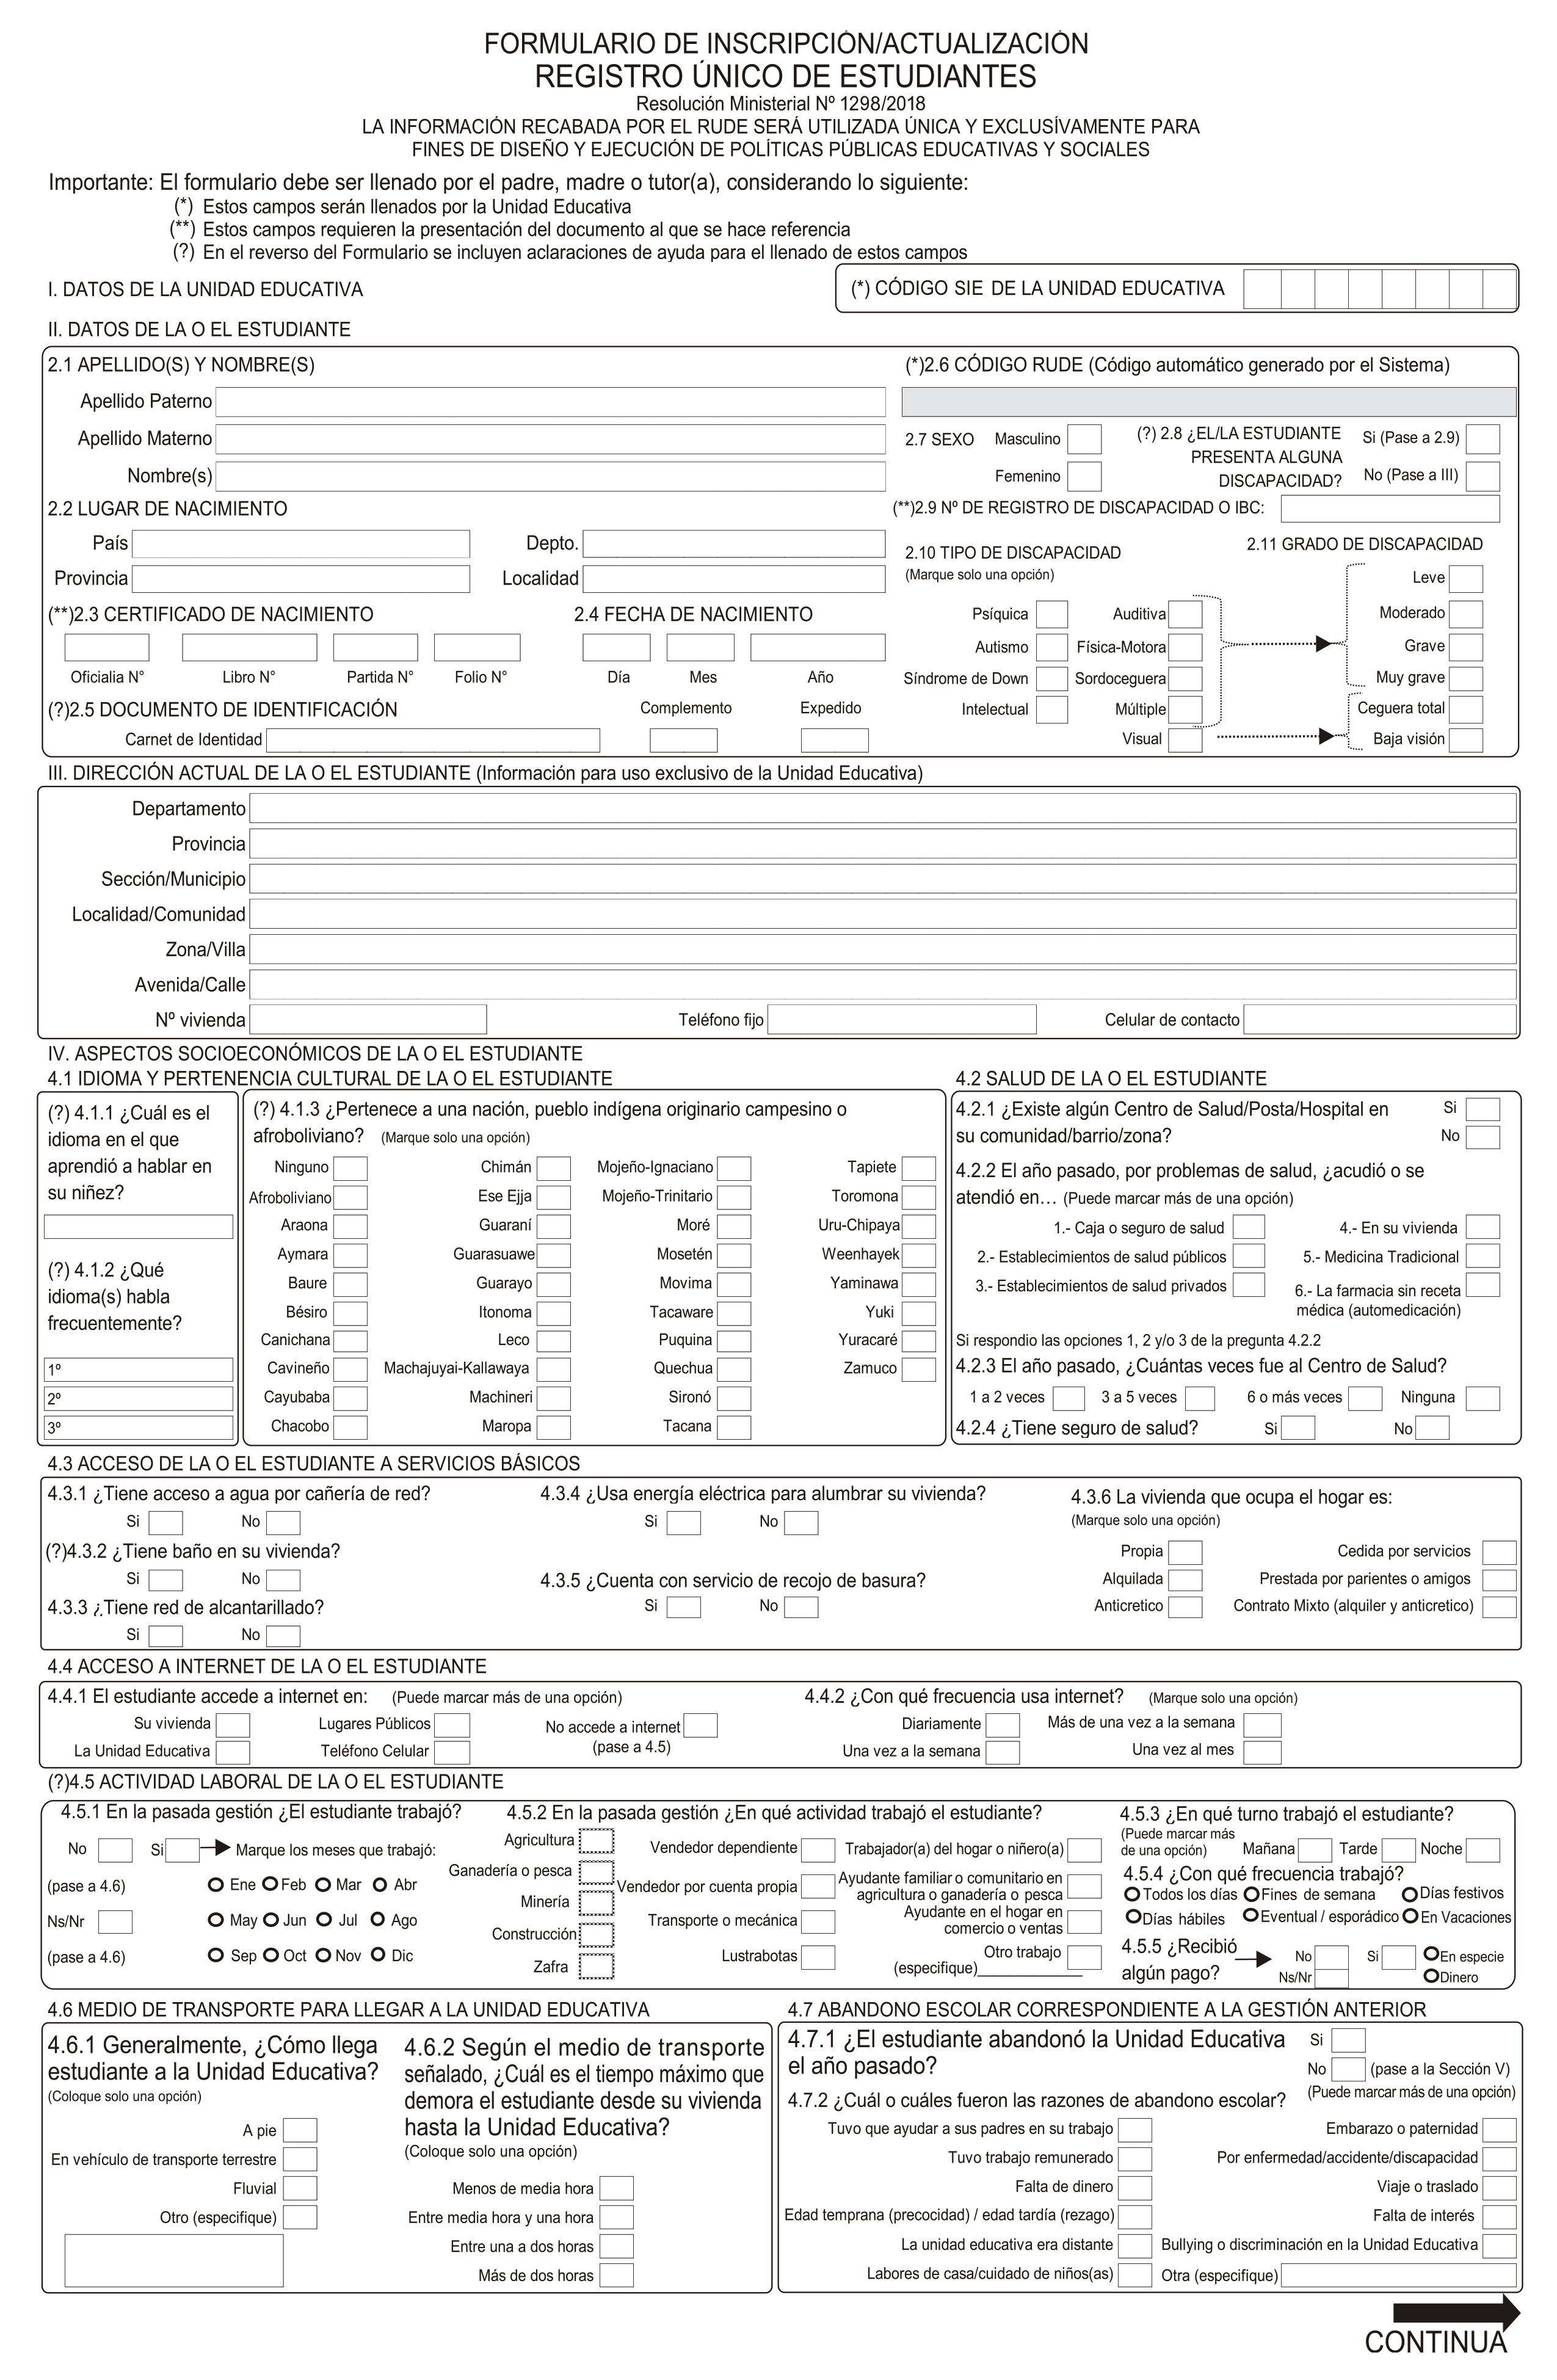 FORMULARIO DE INSCRIPCIÓN/ACTUALIZACIÓN
REGISTRO ÚNICO DE ESTUDIANTES
Resolución Ministerial Nº 1298/2018
LA INFORMACIÓN RECABADA POR EL RUDE SERÁ UTILIZADA ÚNICA Y EXCLUSÍVAMENTE PARA
FINES DE DISEÑO Y EJECUCIÓN DE POLÍTICAS PÚBLICAS EDUCATIVAS Y SOCIALES
Importante: El formulario debe ser llenado por el padre, madre o tutor(a), considerando lo siguiente:
(*) Estos campos serán llenados por la Unidad Educativa
(**) Estos campos requieren la presentación del documento al que se hace referencia
(?) En el reverso del Formulario se incluyen aclaraciones de ayuda para el llenado de estos campos
I. DATOS DE LA UNIDAD EDUCATIVA
(*) CÓDIGO SIE DE LA UNIDAD EDUCATIVA
II. DATOS DE LA O EL ESTUDIANTE
2.1 APELLIDO(S) Y NOMBRE(S)
Apellido Paterno
Apellido Materno
Nombre(s)
2.2 LUGAR DE NACIMIENTO
País
Depto.
Provincia
Localidad
(**)2.3 CERTIFICADO DE NACIMIENTO
Oficialia N°
Libro N°
Partida N°
Folio N°
2.4 FECHA DE NACIMIENTO
Día
Mes
Año
(?)2.5 DOCUMENTO DE IDENTIFICACIÓN
Complemento
Expedido
Carnet de Identidad
(*)2.6 CÓDIGO RUDE (Código automático generado por el Sistema)
2.7 SEXO
Masculino
Femenino
(?) 2.8 ¿EL/LA ESTUDIANTE
PRESENTA ALGUNA
DISCAPACIDAD?
Si (Pase a 2.9)
No (Pase a III)
(**)2.9 Nº DE REGISTRO DE DISCAPACIDAD O IBC:
2.10 TIPO DE DISCAPACIDAD
(Marque solo una opción)
Psíquica
Auditiva
Autismo
Física-Motora
Síndrome de Down
Sordoceguera
Intelectual
Múltiple
Visual
2.11 GRADO DE DISCAPACIDAD
Leve
Moderado
Grave
Muy grave
Ceguera total
Baja visión
III. DIRECCIÓN ACTUAL DE LA O EL ESTUDIANTE (Información para uso exclusivo de la Unidad Educativa)
Departamento
Provincia
Sección/Municipio
Localidad/Comunidad
Zona/Villa
Avenida/Calle
Nº vivienda
Teléfono fijo
Celular de contacto
IV. ASPECTOS SOCIOECONÓMICOS DE LA O EL ESTUDIANTE
4.1 IDIOMA Y PERTENENCIA CULTURAL DE LA O EL ESTUDIANTE
(?) 4.1.1 ¿Cuál es el
idioma en el que
aprendió a hablar en
su niñez?
(?) 4.1.2 ¿Qué
idioma(s) habla
frecuentemente?
1º
2º
3º
(?) 4.1.3 ¿Pertenece a una nación, pueblo indígena originario campesino o
afroboliviano? (Marque solo una opción)
Ninguno
Chimán
Mojeño-Ignaciano
Tapiete
Afroboliviano
Ese Ejja
Mojeño-Trinitario
Toromona
Araona
Guaraní
Moré
Uru-Chipaya
Aymara
Guarasuawe
Mosetén
Weenhayek
Baure
Guarayo
Movima
Yaminawa
Bésiro
Itonoma
Tacaware
Yuki
Canichana
Leco
Puquina
Yuracaré
Cavineño
Machajuyai-Kallawaya
Quechua
Zamuco
Cayubaba
Machineri
Sironó
Chacobo
Maropa
Tacana
4.2 SALUD DE LA O EL ESTUDIANTE
4.2.1 ¿Existe algún Centro de Salud/Posta/Hospital en
su comunidad/barrio/zona?
Si
No
4.2.2 El año pasado, por problemas de salud, ¿acudió o se
atendió en… (Puede marcar más de una opción)
1.- Caja o seguro de salud
4.- En su vivienda
2.- Establecimientos de salud públicos
5.- Medicina Tradicional
3.- Establecimientos de salud privados
6.- La farmacia sin receta
médica (automedicación)
Si respondio las opciones 1, 2 y/o 3 de la pregunta 4.2.2
4.2.3 El año pasado, ¿Cuántas veces fue al Centro de Salud?
1 a 2 veces
3 a 5 veces
6 o más veces
Ninguna
4.2.4 ¿Tiene seguro de salud?
Si
No
4.3 ACCESO DE LA O EL ESTUDIANTE A SERVICIOS BÁSICOS
4.3.1 ¿Tiene acceso a agua por cañería de red?
Si
No
(?)4.3.2 ¿Tiene baño en su vivienda?
Si
No
4.3.3 ¿Tiene red de alcantarillado?
Si
No
4.3.4 ¿Usa energía eléctrica para alumbrar su vivienda?
Si
No
4.3.5 ¿Cuenta con servicio de recojo de basura?
Si
No
4.3.6 La vivienda que ocupa el hogar es:
(Marque solo una opción)
Propia
Cedida por servicios
Alquilada
Prestada por parientes o amigos
Anticretico
Contrato Mixto (alquiler y anticretico)
4.4 ACCESO A INTERNET DE LA O EL ESTUDIANTE
4.4.1 El estudiante accede a internet en: (Puede marcar más de una opción)
Su vivienda
Lugares Públicos
No accede a internet
(pase a 4.5)
La Unidad Educativa
Teléfono Celular
4.4.2 ¿Con qué frecuencia usa internet? (Marque solo una opción)
Diariamente
Más de una vez a la semana
Una vez a la semana
Una vez al mes
(?)4.5 ACTIVIDAD LABORAL DE LA O EL ESTUDIANTE
4.5.1 En la pasada gestión ¿El estudiante trabajó?
No
Si
Marque los meses que trabajó:
(pase a 4.6)
Ene Feb Mar Abr
Ns/Nr
May Jun Jul Ago
(pase a 4.6)
Sep Oct Nov Dic
4.5.2 En la pasada gestión ¿En qué actividad trabajó el estudiante?
Agricultura
Ganadería o pesca
Minería
Construcción
Zafra
Vendedor dependiente
Vendedor por cuenta propia
Transporte o mecánica
Lustrabotas
Trabajador(a) del hogar o niñero(a)
Ayudante familiar o comunitario en
agricultura o ganadería o pesca
Ayudante en el hogar en
comercio o ventas
Otro trabajo
(especifique)
4.5.3 ¿En qué turno trabajó el estudiante?
(Puede marcar más
de una opción)
Mañana
Tarde
Noche
4.5.4 ¿Con qué frecuencia trabajó?
Todos los días
Fines de semana
Días festivos
Días hábiles
Eventual / esporádico
En Vacaciones
4.5.5 ¿Recibió
algún pago?
No
Ns/Nr
Si
En especie
Dinero
4.6 MEDIO DE TRANSPORTE PARA LLEGAR A LA UNIDAD EDUCATIVA
4.6.1 Generalmente, ¿Cómo llega
estudiante a la Unidad Educativa?
(Coloque solo una opción)
A pie
En vehículo de transporte terrestre
Fluvial
Otro (especifique)
4.6.2 Según el medio de transporte
señalado, ¿Cuál es el tiempo máximo que
demora el estudiante desde su vivienda
hasta la Unidad Educativa?
(Coloque solo una opción)
Menos de media hora
Entre media hora y una hora
Entre una a dos horas
Más de dos horas
4.7 ABANDONO ESCOLAR CORRESPONDIENTE A LA GESTIÓN ANTERIOR
4.7.1 ¿El estudiante abandonó la Unidad Educativa
el año pasado?
Si
No
(pase a la Sección V)
4.7.2 ¿Cuál o cuáles fueron las razones de abandono escolar?
(Puede marcar más de una opción)
Tuvo que ayudar a sus padres en su trabajo
Embarazo o paternidad
Tuvo trabajo remunerado
Por enfermedad/accidente/discapacidad
Falta de dinero
Viaje o traslado
Edad temprana (precocidad) / edad tardía (rezago)
Falta de interés
La unidad educativa era distante
Bullying o discriminación en la Unidad Educativa
Labores de casa/cuidado de niños(as)
Otra (especifique)
CONTINUA